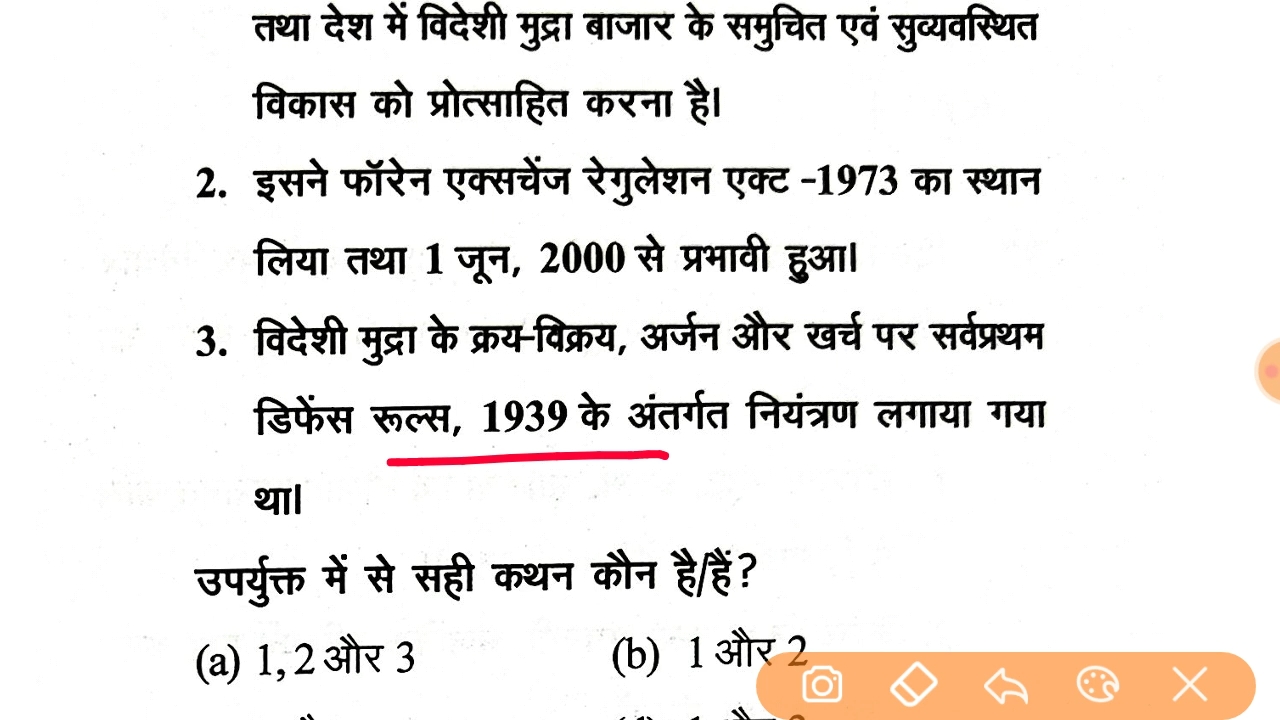 तथा देश में विदेशी मुद्रा बाजार के समुचित एवं सुव्यवस्थित
विकास को प्रोत्साहित करना है।
2. इसने फॉरेन एक्सचेंज रेगुलेशन एक्ट -1973 का स्थान
लिया तथा 1 जून, 2000 से प्रभावी हुआ।
3. विदेशी मुद्रा के क्रय-विक्रय, अर्जन और खर्च पर सर्वप्रथम
डिफेंस रूल्स, 1939 के अंतर्गत नियंत्रण लगाया गया
था।
उपर्युक्त में से सही कथन कौन है/हैं?
(a) 1, 2 और 3 (b) 1 और 2